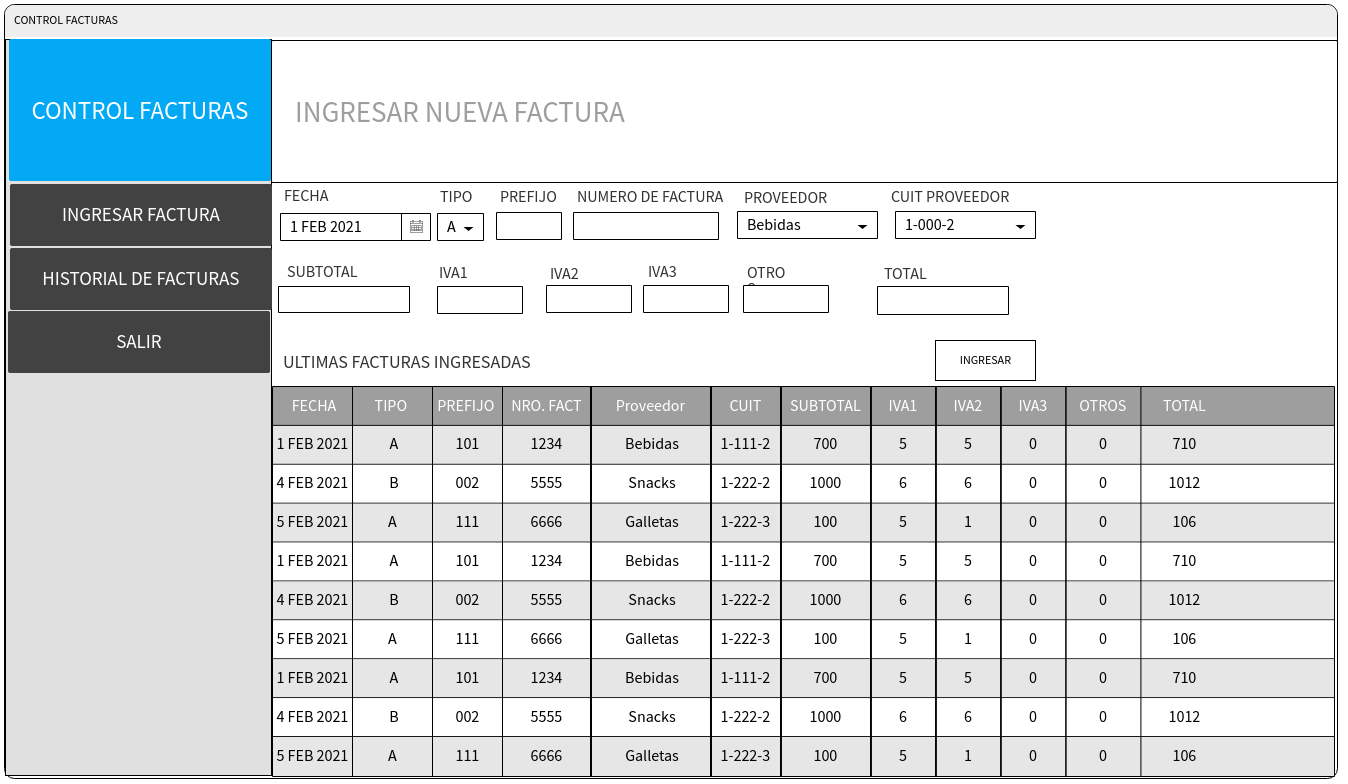 CONTROL FACTURAS
CONTROL FACTURAS
INGRESAR FACTURA
HISTORIAL DE FACTURAS
SALIR
INGRESAR NUEVA FACTURA
FECHA TIPO PREFIJO NUMERO DE FACTURA PROVEEDOR CUIT PROVEEDOR
1 FEB 2021 A Bebidas 1-000-2
SUBTOTAL IVA1 IVA2 IVA3 OTRO TOTAL
ULTIMAS FACTURAS INGRESADAS INGRESAR
FECHA TIPO PREFIJO NRO. FACT Proveedor CUIT SUBTOTAL IVA1 IVA2 IVA3 OTROS TOTAL
1 FEB 2021 A 101 1234 Bebidas 1-111-2 700 5 5 0 0 710
4 FEB 2021 B 002 5555 Snacks 1-222-2 1000 6 6 0 0 1012
5 FEB 2021 A 111 6666 Galletas 1-222-3 100 5 1 0 0 106
1 FEB 2021 A 101 1234 Bebidas 1-111-2 700 5 5 0 0 710
4 FEB 2021 B 002 5555 Snacks 1-222-2 1000 6 6 0 0 1012
5 FEB 2021 A 111 6666 Galletas 1-222-3 100 5 1 0 0 106
1 FEB 2021 A 101 1234 Bebidas 1-111-2 700 5 5 0 0 710
4 FEB 2021 B 002 5555 Snacks 1-222-2 1000 6 6 0 0 1012
5 FEB 2021 A 111 6666 Galletas 1-222-3 100 5 1 0 0 106